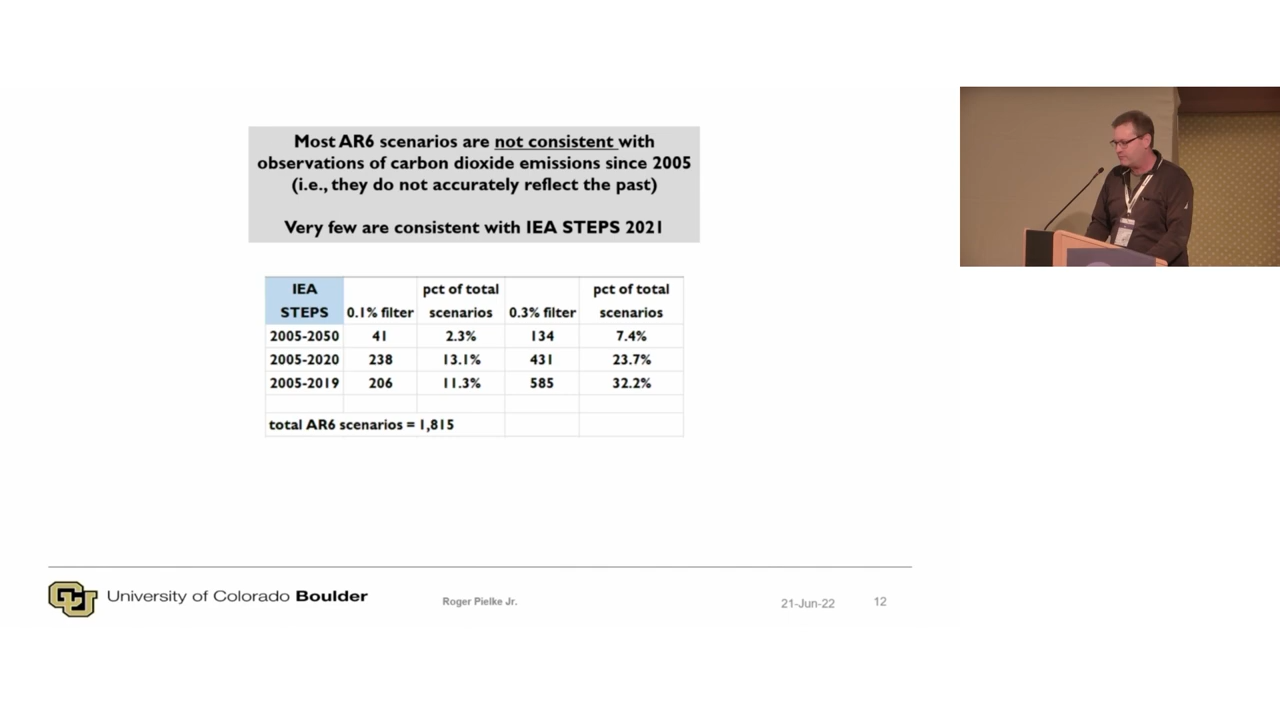 Most AR6 scenarios are not consistent with
observations of carbon dioxide emissions since 2005
(i.e., they do not accurately reflect the past)
Very few are consistent with IEA STEPS 2021
IEA STEPS 0.1% filter pct of total scenarios 0.3% filter pct of total scenarios
2005-2050 41 2.3% 134 7.4%
2005-2020 238 13.1% 431 23.7%
2005-2019 206 11.3% 585 32.2%
total AR6 scenarios = 1,815
CU University of Colorado Boulder
Roger Pielke Jr.
21-Jun-22
12